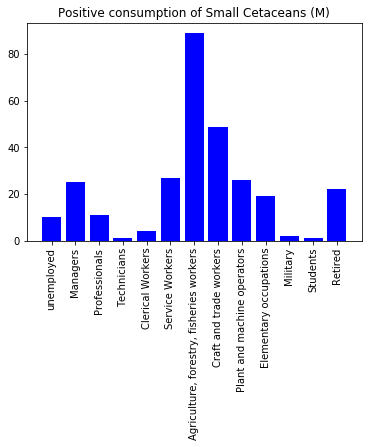 Positive consumption of Small Cetaceans (M)
80
60
40
20
0
unemployed
Managers
Professionals
Technicians
Clerical Workers
Service Workers
Agriculture, forestry, fisheries workers
Craft and trade workers
Plant and machine operators
Elementary occupations
Military
Students
Retired